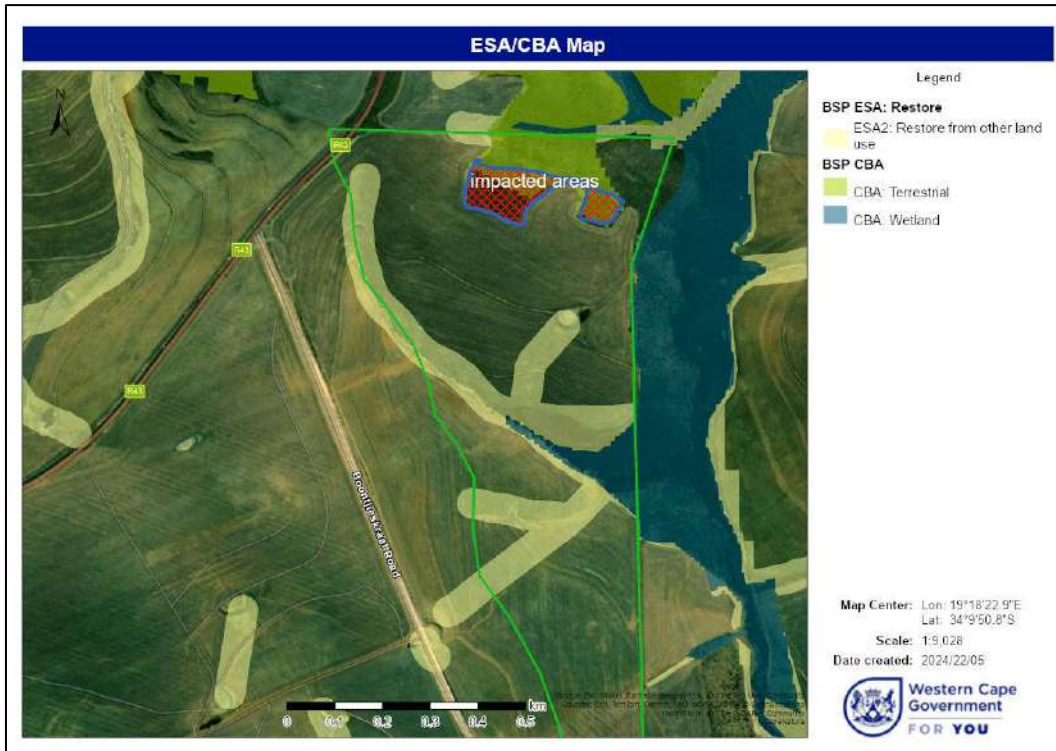 ESA/CBA Map
N
R43
impacted areas
R43
R43
Boontjieskraal Road
0 0.1 0.2 0.3 0.4 0.5
km
Legend
BSP ESA: Restore
ESA2: Restore from other land
use
BSP CBA
CBA: Terrestrial
CBA: Wetland
Map Center: Lon: 19°18'22.9"E
Lat: 34°9'50.8"S
Scale: 1:9,028
Date created: 2024/22/05
Western Cape
Government
FOR YOU